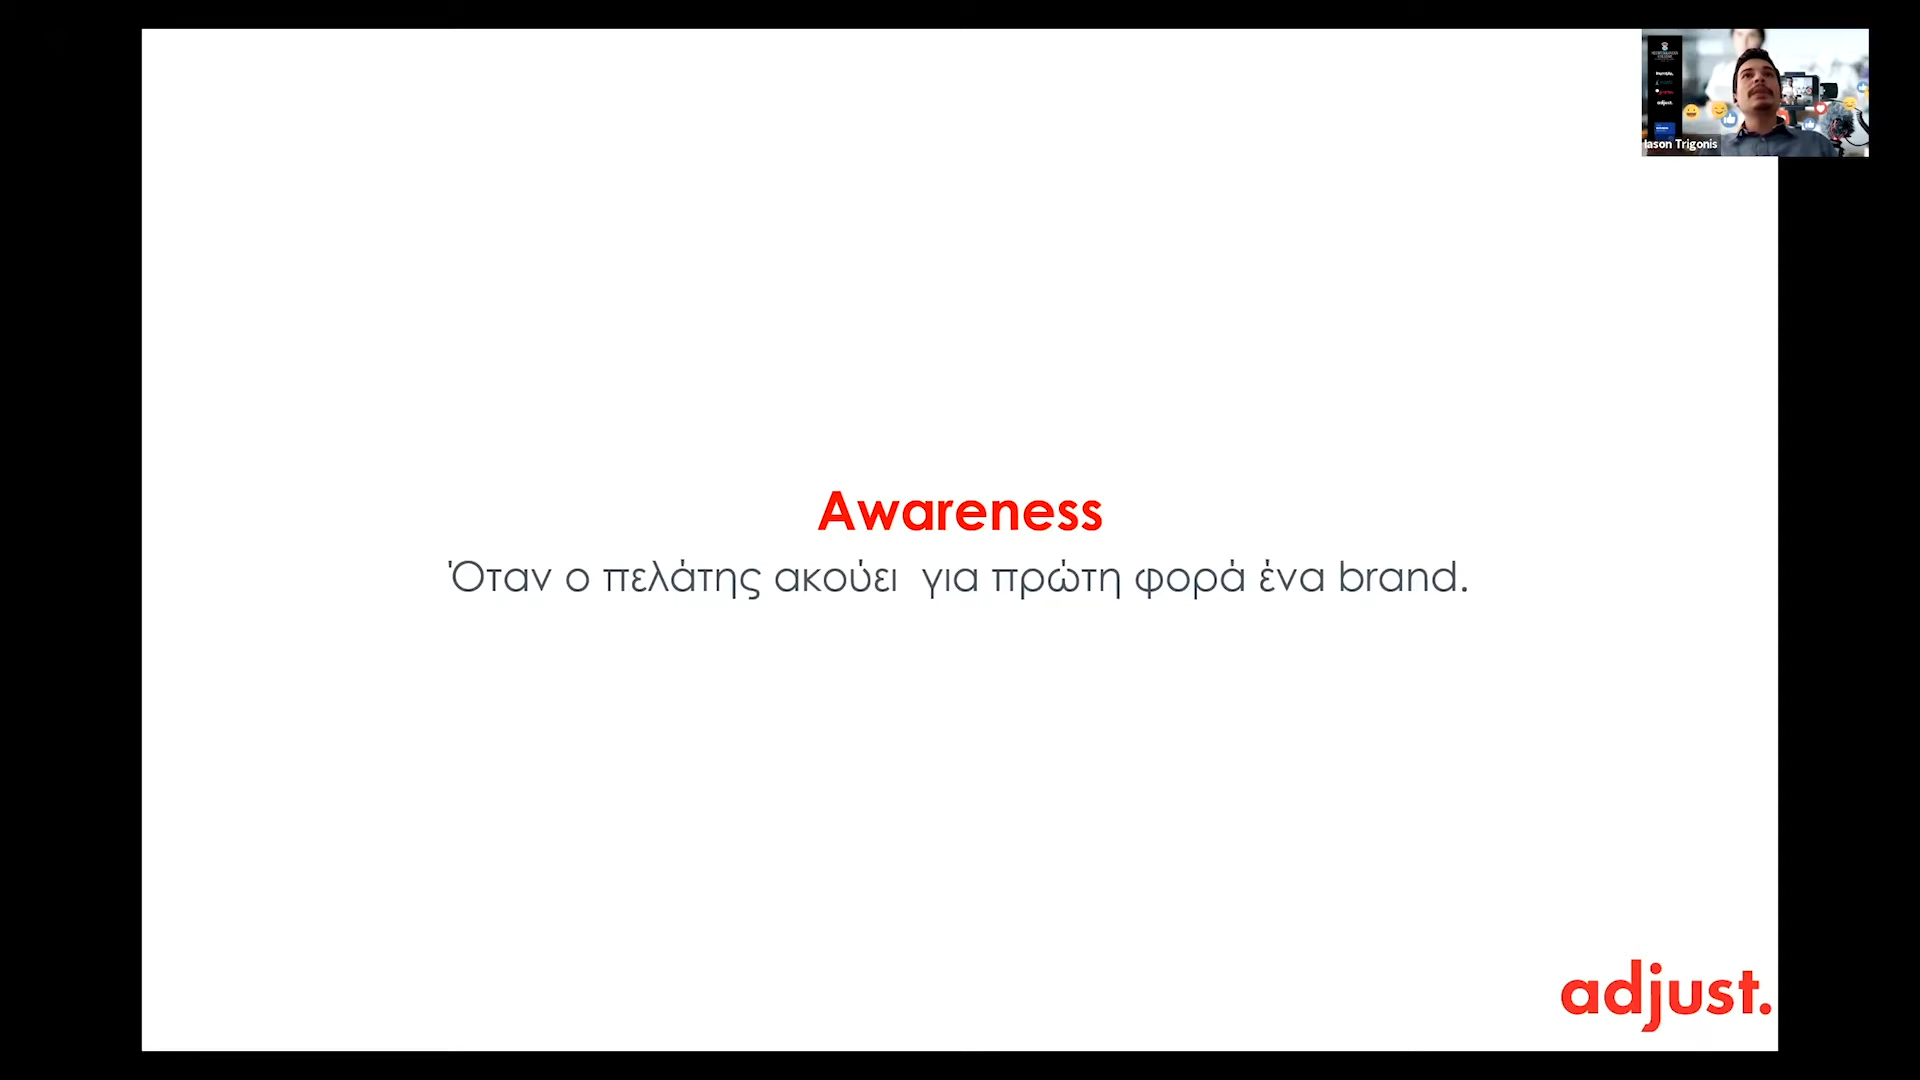 Iason Trigonis
Awareness
Όταν ο πελάτης ακούει για πρώτη φορά ένα brand.
adjust.